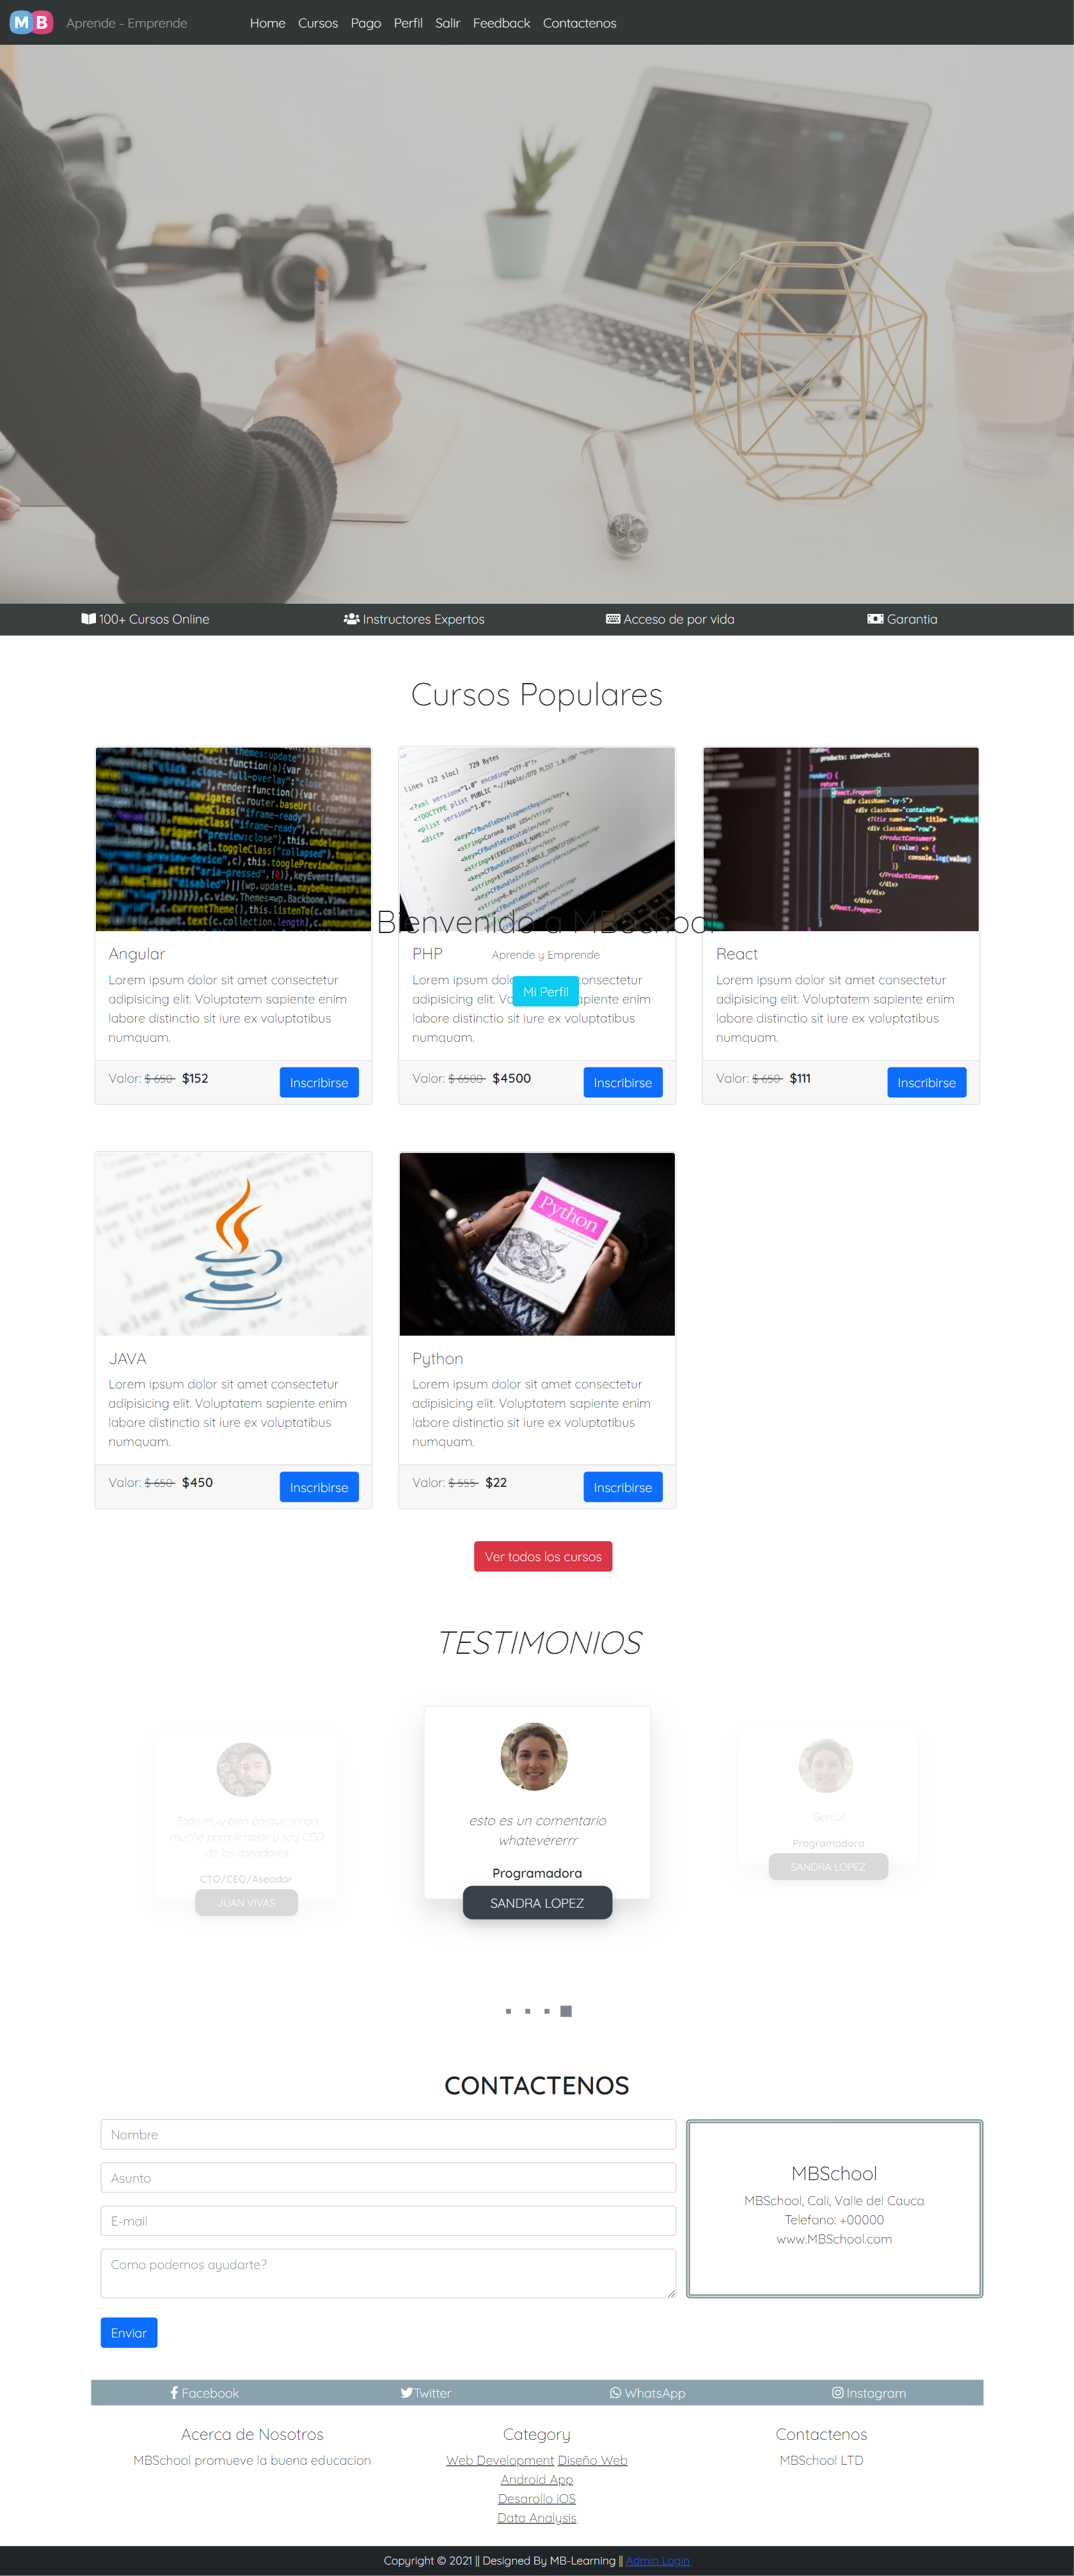 MB Aprende - Emprende Home Cursos Pago Perfil Salir Feedback Contactenos
100+ Cursos Online Instructores Expertos Acceso de por vida Garantia
Cursos Populares
Bienvenido a MBSchool
Aprende y Emprende
Mi Perfil
Angular
Lorem ipsum dolor sit amet consectetur
adipisicing elit. Voluptatem sapiente enim
labore distinctio sit iure ex voluptatibus
numquam.
Valor: $ 650 $152 Inscribirse
PHP
Lorem ipsum consectetur
adipisicing elit. enim
labore distinctio sit iure ex voluptatibus
numquam.
Valor: $ 6500 $4500 Inscribirse
React
Lorem ipsum dolor sit amet consectetur
adipisicing elit. Voluptatem sapiente enim
labore distinctio sit iure ex voluptatibus
numquam.
Valor: $ 650 $111 Inscribirse
JAVA
Lorem ipsum dolor sit amet consectetur
adipisicing elit. Voluptatem sapiente enim
labore distinctio sit iure ex voluptatibus
numquam.
Valor: $ 650 $450 Inscribirse
Python
Python
Lorem ipsum dolor sit amet consectetur
adipisicing elit. Voluptatem sapiente enim
labore distinctio sit iure ex voluptatibus
numquam.
Valor: $ 555 $22 Inscribirse
Ver todos los cursos
TESTIMONIOS
Todo muy bien porque tengo
mucho para limpiar y soy CEO
de los aseadores
CTO/CEO/Aseador
JUAN VIVAS
esto es un comentario
whatevererrr
Programadora
SANDRA LOPEZ
Genial!
Programadora
SANDRA LOPEZ
CONTACTENOS
Nombre
Asunto
E-mail
Como podemos ayudarte?
Enviar
MBSchool
MBSchool, Cali, Valle del Cauca
Telefono: +00000
www.MBSchool.com
Facebook Twitter WhatsApp Instagram
Acerca de Nosotros
MBSchool promueve la buena educacion
Category
Web Development Diseño Web
Android App
Desarollo iOS
Data Analysis
Contactenos
MBSchool LTD
Copyright © 2021 || Designed By MB-Learning || Admin Login